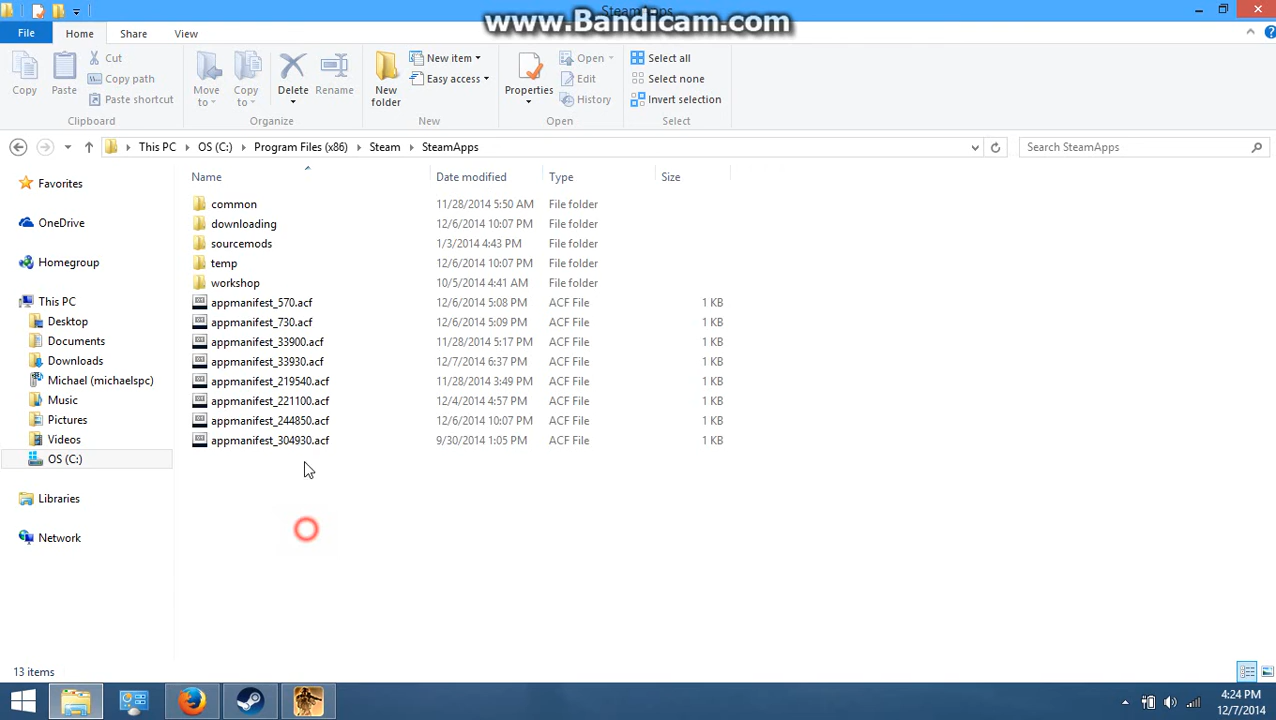 SteamApps
www.Bandicam.com
File Home Share View
Copy
Paste
Cut
Copy path
Paste shortcut
Clipboard
Move to
Copy to
Delete
Rename
Organize
New folder
New item
Easy access
New
Properties
Open
Edit
History
Open
Select all
Select none
Invert selection
Select
This PC OS (C:) Program Files (x86) Steam SteamApps
Search SteamApps
Name Date modified Type Size
Favorites
OneDrive
Homegroup
This PC
Desktop
Documents
Downloads
Michael (michaelspc)
Music
Pictures
Videos
OS (C:)
Libraries
Network
common 11/28/2014 5:50 AM File folder
downloading 12/6/2014 10:07 PM File folder
sourcemods 1/3/2014 4:43 PM File folder
temp 12/6/2014 10:07 PM File folder
workshop 10/5/2014 4:41 AM File folder
appmanifest_570.acf 12/6/2014 5:08 PM ACF File 1 KB
appmanifest_730.acf 12/6/2014 5:09 PM ACF File 1 KB
appmanifest_33900.acf 11/28/2014 5:17 PM ACF File 1 KB
appmanifest_33930.acf 12/7/2014 6:37 PM ACF File 1 KB
appmanifest_219540.acf 11/28/2014 3:49 PM ACF File 1 KB
appmanifest_221100.acf 12/4/2014 4:57 PM ACF File 1 KB
appmanifest_244850.acf 12/6/2014 10:07 PM ACF File 1 KB
appmanifest_304930.acf 9/30/2014 1:05 PM ACF File 1 KB
13 items
4:24 PM
12/7/2014